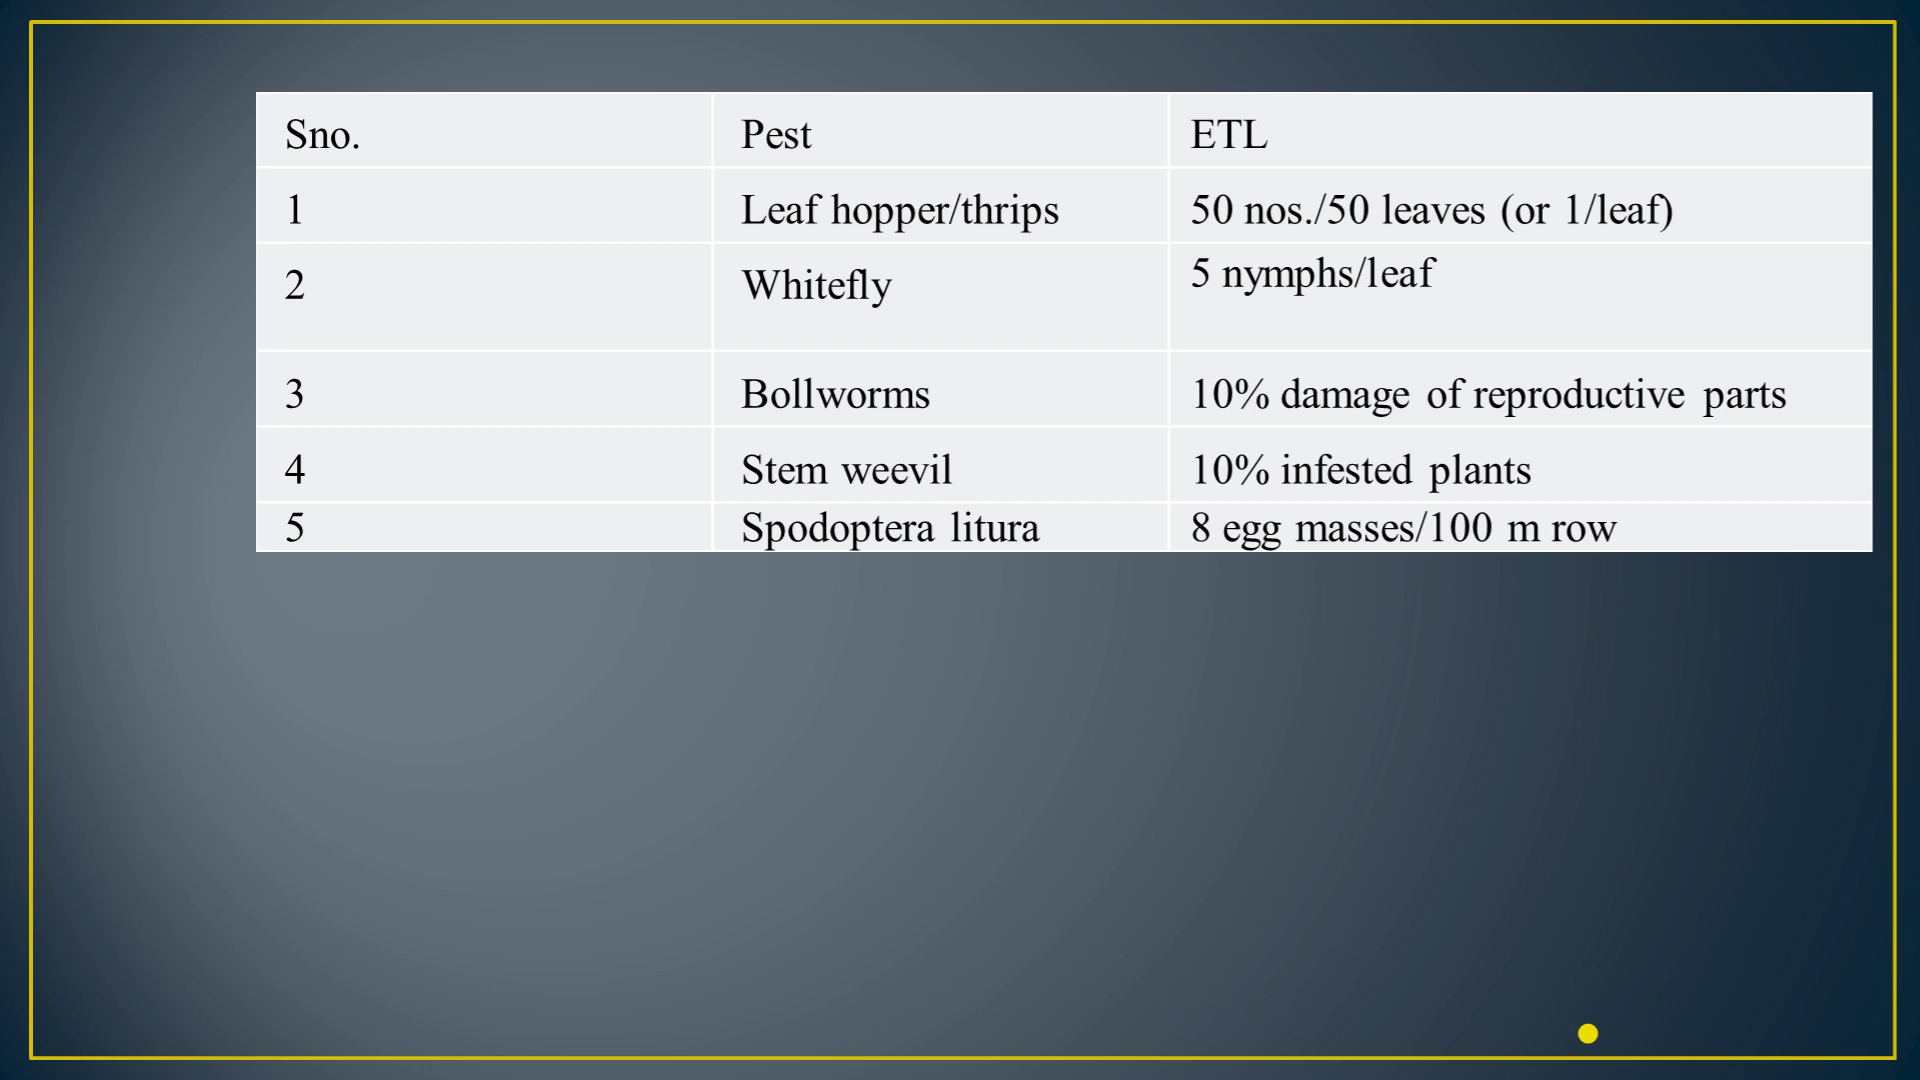 Sno. Pest ETL
1 Leaf hopper/thrips 50 nos./50 leaves (or 1/leaf)
2 Whitefly 5 nymphs/leaf
3 Bollworms 10% damage of reproductive parts
4 Stem weevil 10% infested plants
5 Spodoptera litura 8 egg masses/100 m row